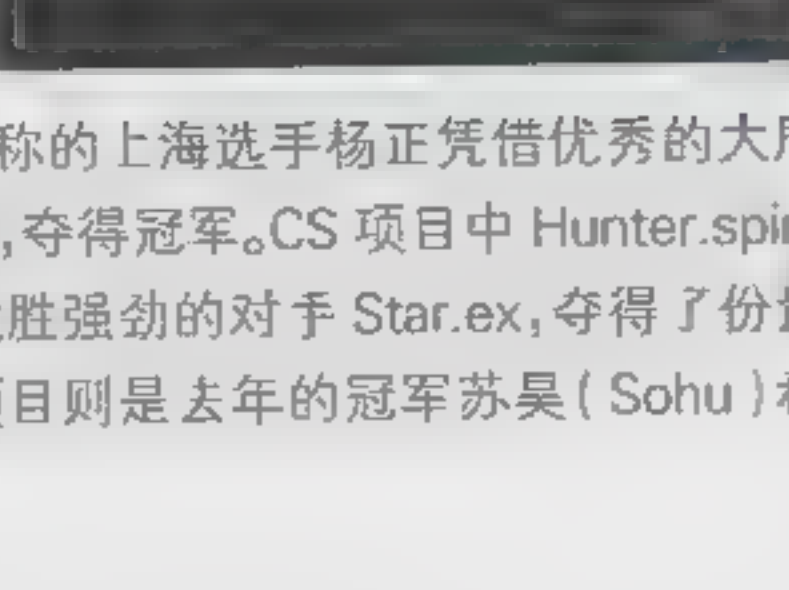 称的上海选手杨正凭借优秀的大
,夺得冠军。CS 项目中 Hunter.spi
胜强劲的对手 Star.ex,夺得了份
目则是去年的冠军苏昊(Sohu)